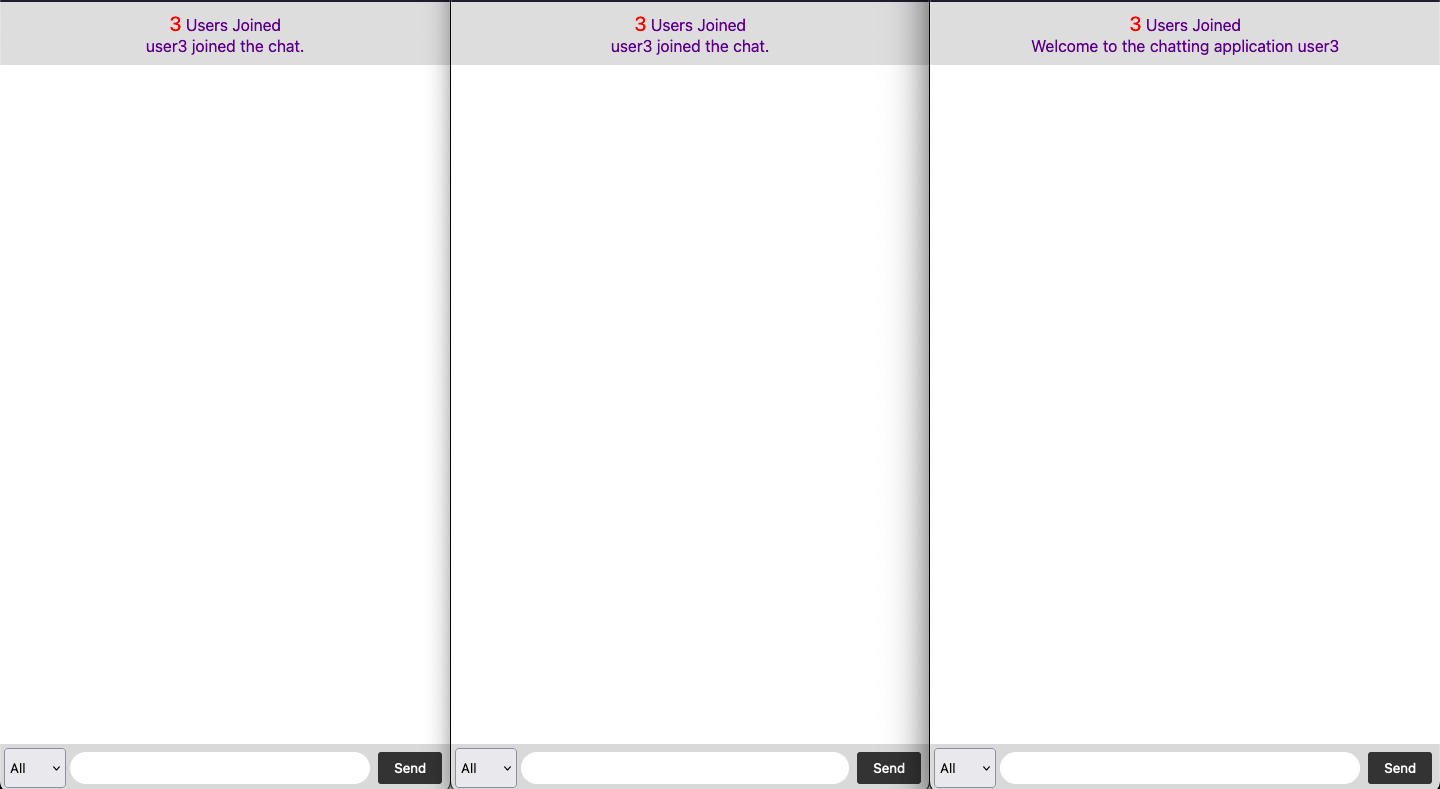 3 Users Joined
user3 joined the chat.
3 Users Joined
user3 joined the chat.
3 Users Joined
Welcome to the chatting application user3
All
Send
All
Send
All
Send